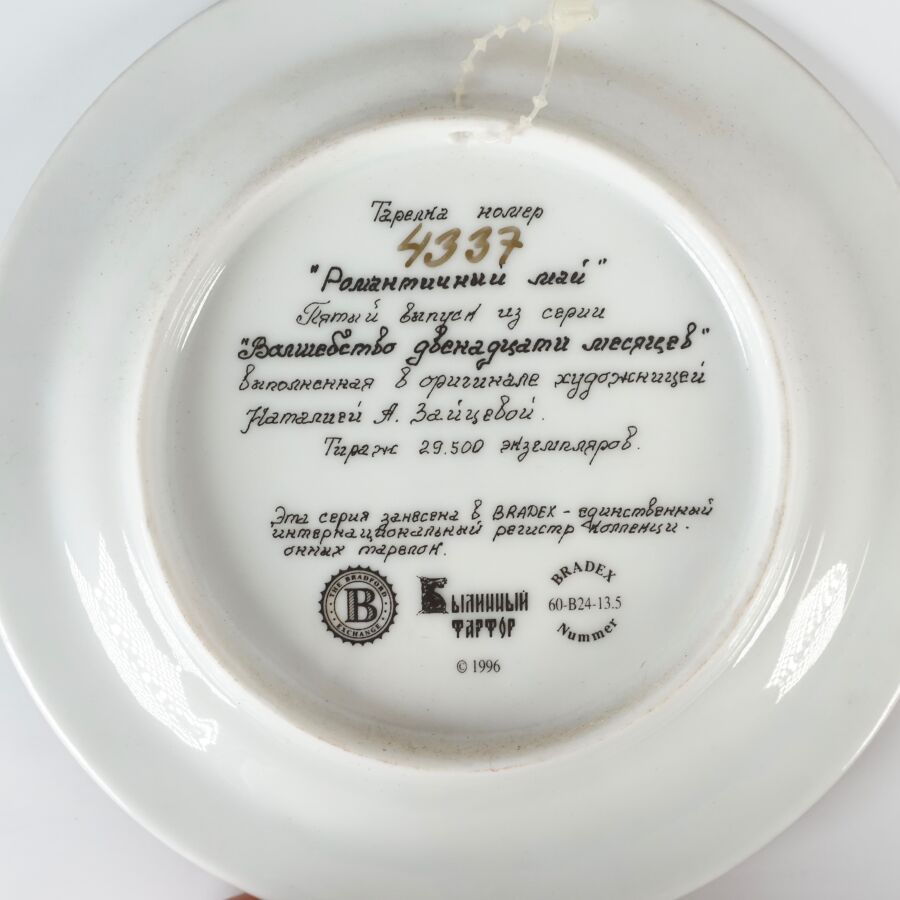 Тарелка номер
4337
"Романтичний май"
Пятый выпуск из серии
"Валшебство двенадцати месяцев"
выполненная в оригинале художницей
Наталией А. Зайцевой.
Тираж 29.500 экземпляров.
Эта серия занесена в BRADEX - единственный
интернациональный регистр коллекци-
онных тарелок.
THE BRADFORD
B
EXCHANGE
Былинный
фарфор
BRADEX
60-B24-13.5
Nummer
© 1996